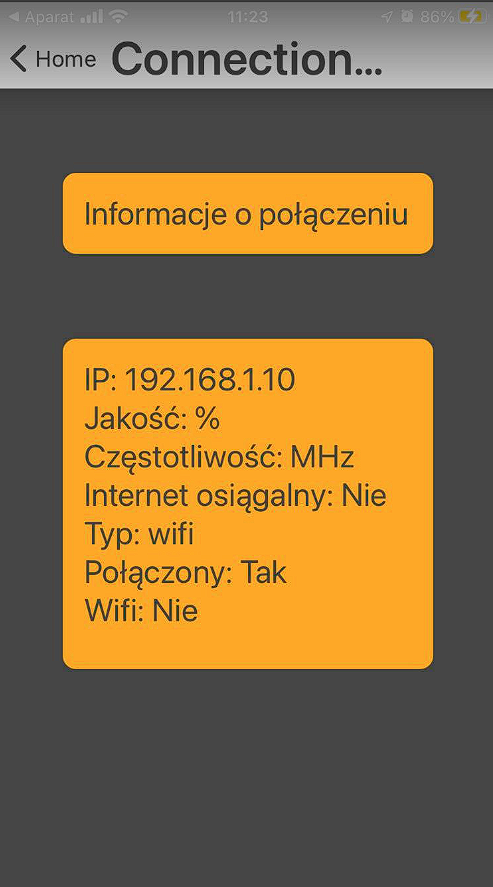 Aparat
11:23
86%
Home
Connection...
Informacje o połączeniu
IP: 192.168.1.10
Jakość: %
Częstotliwość: MHz
Internet osiągalny: Nie
Typ: wifi
Połączony: Tak
Wifi: Nie